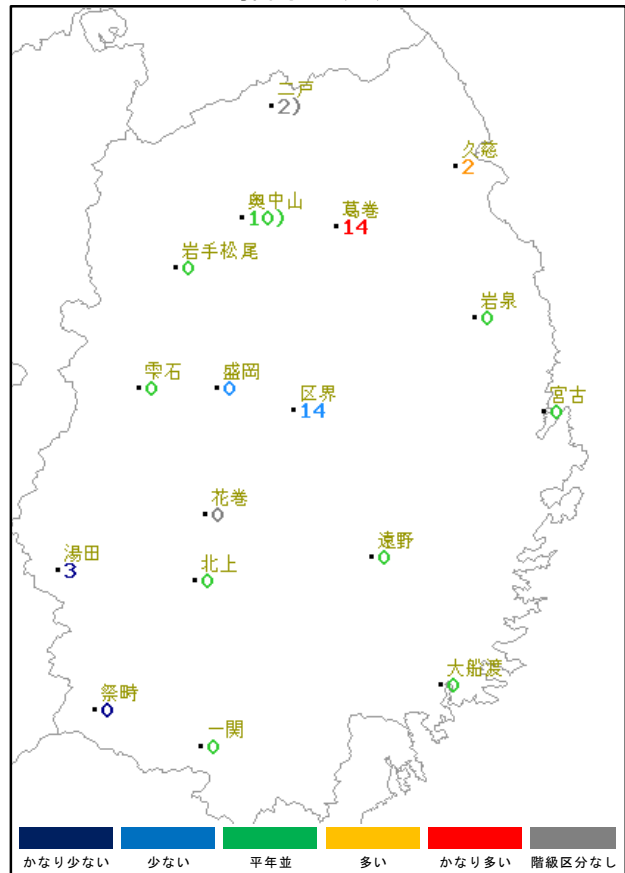 二戸
2)
久慈
2
奥中山
10)
葛巻
14
岩手松尾
0
岩泉
0
雫石
0
盛岡
0
区界
14
宮古
0
花巻
0
遠野
0
湯田
3
北上
0
大船渡
0
祭畤
0
一関
0
かなり少ない 少ない 平年並 多い かなり多い 階級区分なし